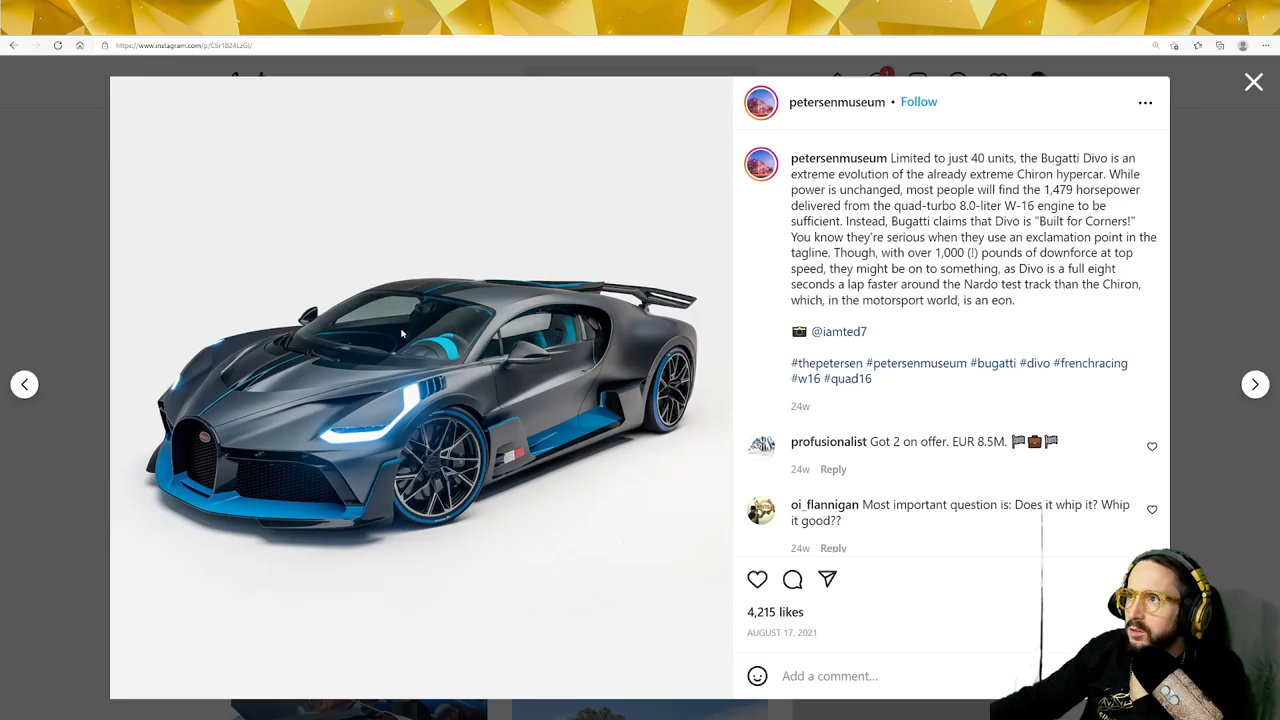 https://www.instagram.com/p/CSr1B24LzGl/
1
petersenmuseum • Follow
petersenmuseum Limited to just 40 units, the Bugatti Divo is an
extreme evolution of the already extreme Chiron hypercar. While
power is unchanged, most people will find the 1,479 horsepower
delivered from the quad-turbo 8.0-liter W-16 engine to be
sufficient. Instead, Bugatti claims that Divo is "Built for Corners!"
You know they're serious when they use an exclamation point in the
tagline. Though, with over 1,000 (!) pounds of downforce at top
speed, they might be on to something, as Divo is a full eight
seconds a lap faster around the Nardo test track than the Chiron,
which, in the motorsport world, is an eon.
📷 @iamted7
#thepetersen #petersenmuseum #bugatti #divo #frenchracing
#w16 #quad16
24w
profusionalist Got 2 on offer. EUR 8.5M. 🏁💼🏁
24w Reply
oi_flannigan Most important question is: Does it whip it? Whip
it good??
24w Reply
4,215 likes
AUGUST 17, 2021
Add a comment...